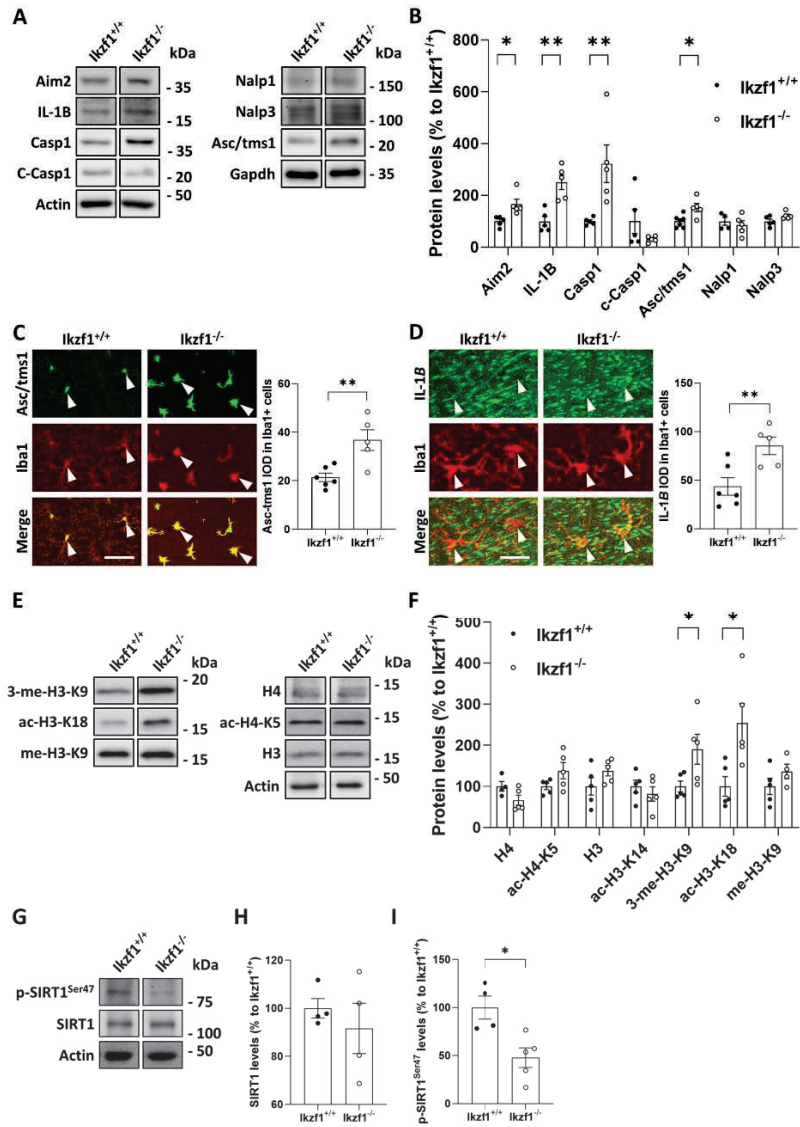 A
Ikzf1+/+
Ikzf1-/-
kDa
Aim2
- 35
IL-1B
- 15
Casp1
- 35
C-Casp1
- 20
Actin
- 50
Ikzf1+/+
Ikzf1-/-
kDa
Nalp1
- 150
Nalp3
- 100
Asc/tms1
- 20
Gapdh
- 35
B
Protein levels (% to Ikzf1+/+)
800
600
400
200
0
* ** ** *
Ikzf1+/+
Ikzf1-/-
Aim2
IL-1B
Casp1
c-Casp1
Asc/tms1
Nalp1
Nalp3
C
Ikzf1+/+ Ikzf1-/-
Asc/tms1
Iba1
Merge
Asc-tms1 IOD in Iba1+ cells
60
40
20
0
**
Ikzf1+/+ Ikzf1-/-
D
Ikzf1+/+ Ikzf1-/-
IL-1B
Iba1
Merge
IL-1B IOD in Iba1+ cells
150
100
50
0
**
Ikzf1+/+ Ikzf1-/-
E
Ikzf1+/+
Ikzf1-/-
kDa
- 20
3-me-H3-K9
ac-H3-K18
- 15
me-H3-K9
- 15
Ikzf1+/+
Ikzf1-/-
kDa
H4
- 15
ac-H4-K5
- 15
H3
- 15
Actin
- 50
F
Protein levels (% to Ikzf1+/+)
500
400
300
200
100
0
* *
Ikzf1+/+
Ikzf1-/-
H4
ac-H4-K5
H3
ac-H3-K14
3-me-H3-K9
ac-H3-K18
me-H3-K9
G
Ikzf1+/+
Ikzf1-/-
kDa
p-SIRT1Ser47
- 75
SIRT1
- 100
Actin
- 50
H
SIRT1 levels (% to Ikzf1+/+)
120
100
80
60
Ikzf1+/+ Ikzf1-/-
I
p-SIRT1Ser47 levels (% to Ikzf1+/+)
150
100
50
0
*
Ikzf1+/+ Ikzf1-/-